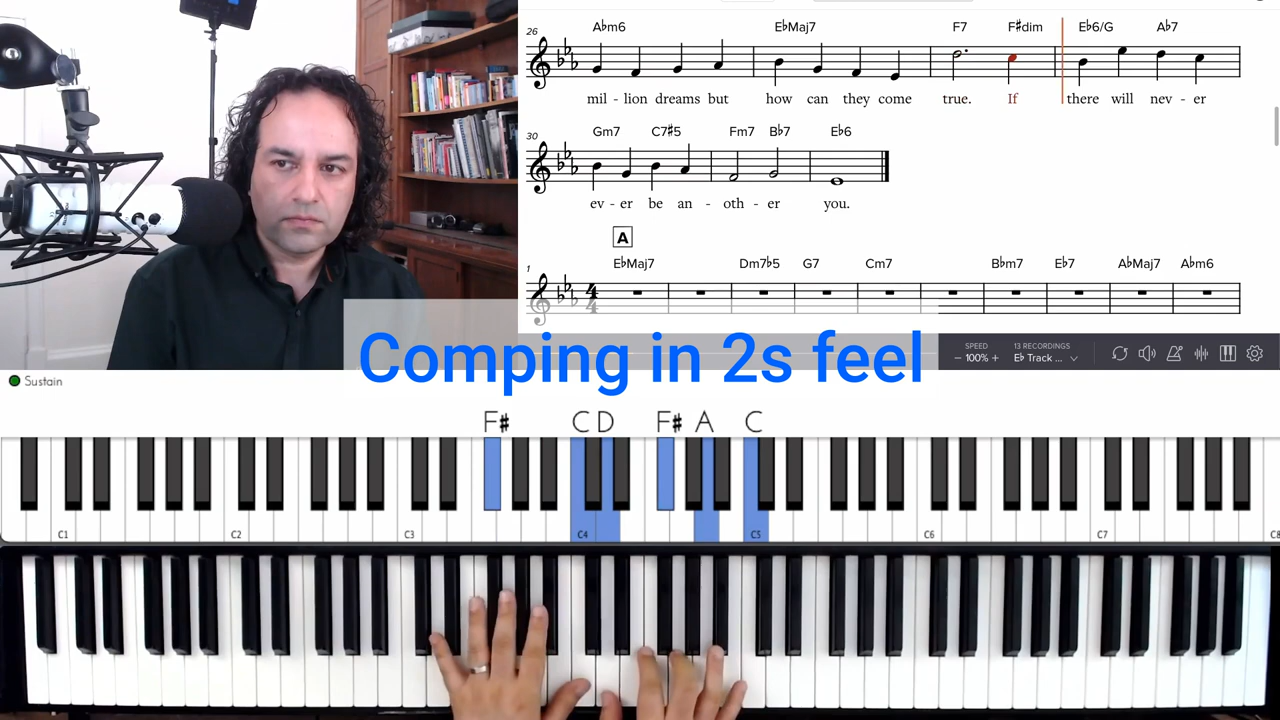 26 A♭m6 E♭Maj7 F7 F♯dim E♭6/G A♭7
mil - lion dreams but how can they come true. If there will nev - er
30 Gm7 C7♯5 Fm7 B♭7 E♭6
ev - er be an - oth - er you.
A
1 E♭Maj7 Dm7♭5 G7 Cm7 B♭m7 E♭7 A♭Maj7 A♭m6
4
4
SPEED 13 RECORDINGS
− 100% + E♭ Track ...
Comping in 2s feel
Sustain
F♯ C D F♯ A C
C1 C2 C3 C4 C5 C6 C7 C8